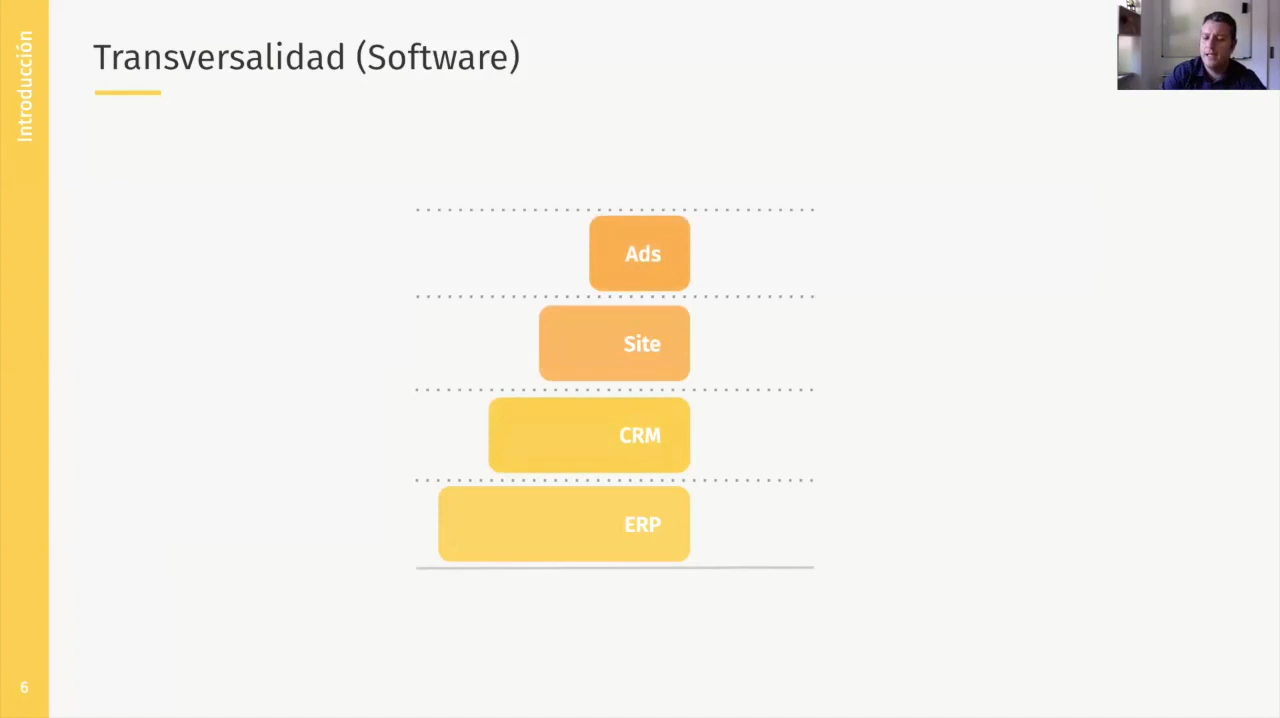 Introducción
Transversalidad (Software)
Ads
Site
CRM
ERP
6